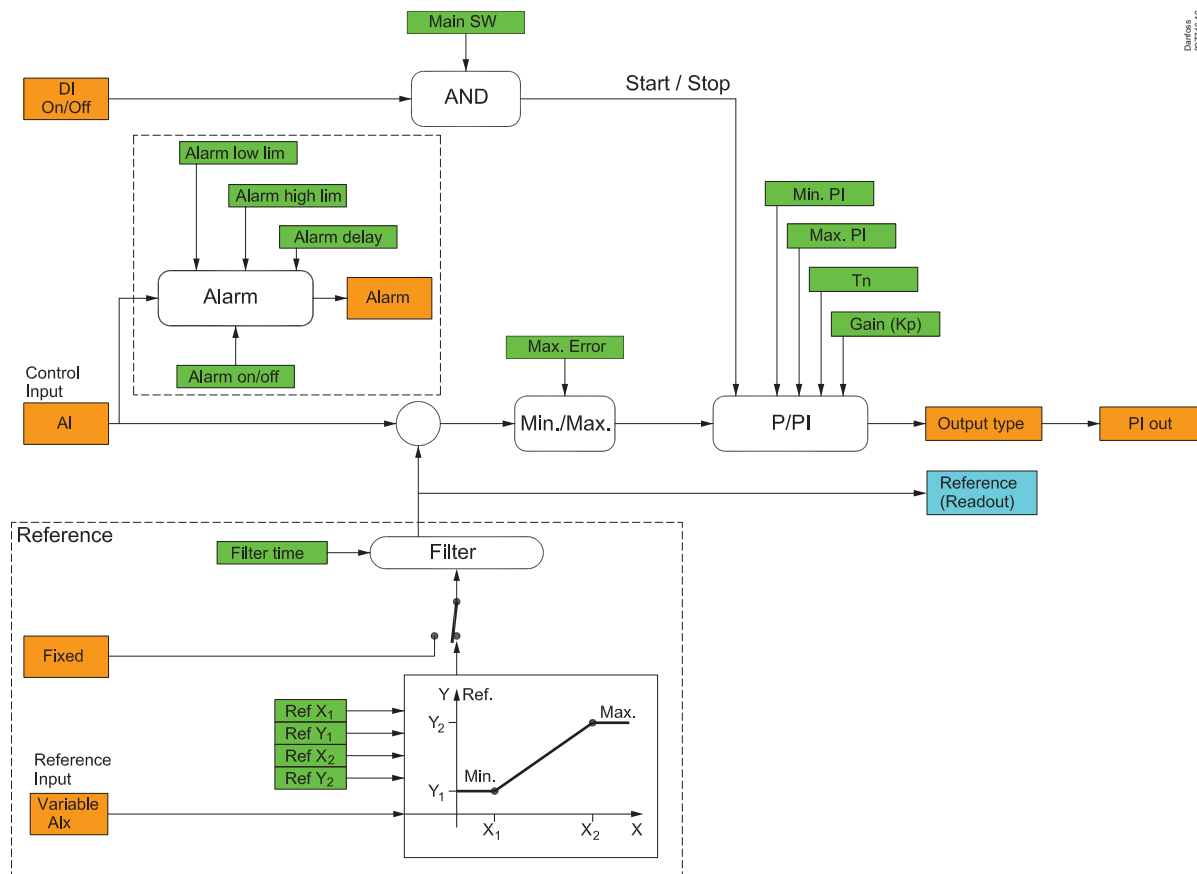 Main SW
Danfoss
DI
On/Off
AND
Start / Stop
Alarm low lim
Alarm high lim
Alarm delay
Alarm
Alarm
Alarm on/off
Min. PI
Max. PI
Tn
Gain (Kp)
Max. Error
Control
Input
AI
Min./Max.
P/PI
Output type
PI out
Reference
(Readout)
Reference
Filter time
Filter
Fixed
Y Ref.
Ref X₁
Ref Y₁
Ref X₂
Ref Y₂
Y₂
Max.
Min.
Y₁
X₁
X₂
X
Reference
Input
Variable
AIx